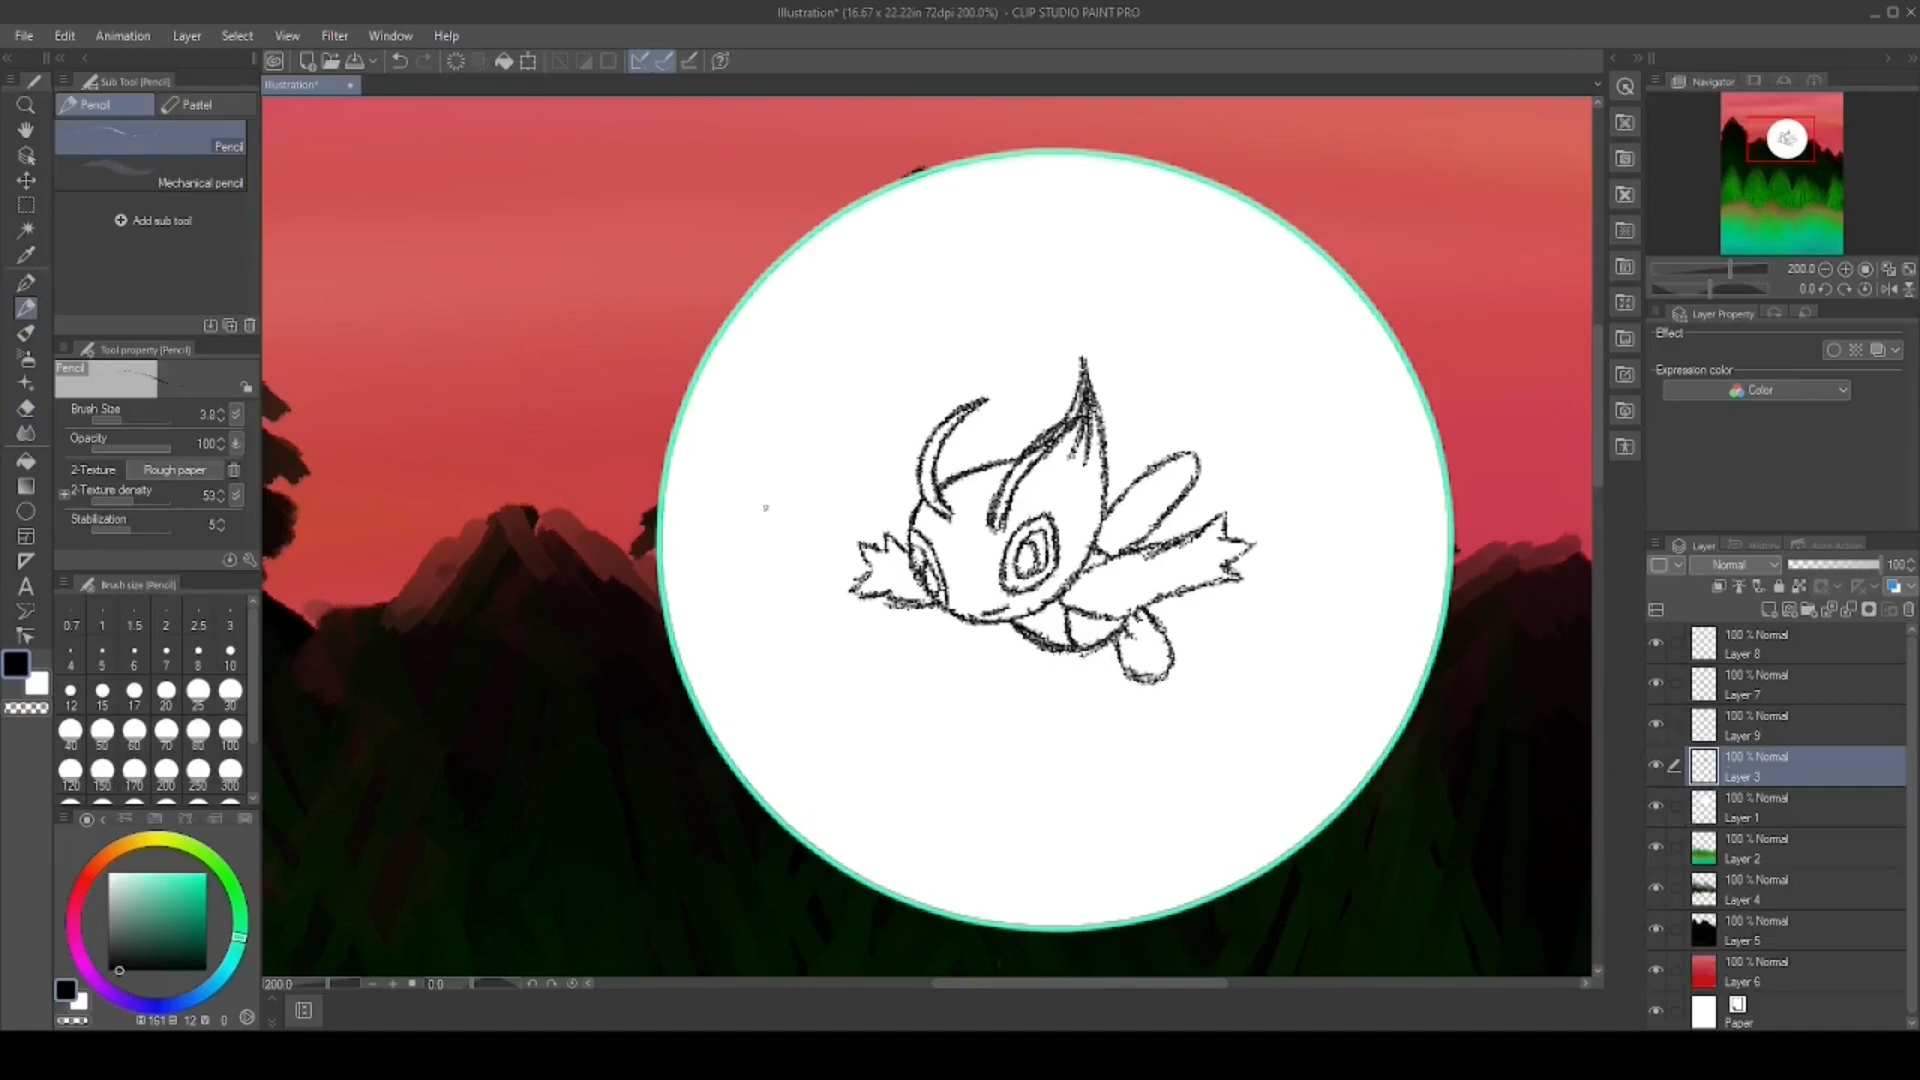 Illustration* (16.67 x 22.22in 72dpi 200.0%) - CLIP STUDIO PAINT PRO
File Edit Animation Layer Select View Filter Window Help
Sub Tool [Pencil]
Pencil Pastel
Pencil
Mechanical pencil
Add sub tool
Tool property [Pencil]
Pencil
Brush Size 3.8
Opacity 100
2-Texture Rough paper
2-Texture density 53
Stabilization 5
Brush size [Pencil]
0.7 1 1.5 2 2.5 3
4 5 6 7 8 10
12 15 17 20 25 30
40 50 60 70 80 100
120 150 170 200 250 300
161 12 0
Illustration*
200.0 0.0
Navigator
200.0
0.0
Layer Property
Effect
Expression color
Color
Layer History Auto Action
Normal 100
100 % Normal
Layer 8
100 % Normal
Layer 7
100 % Normal
Layer 9
100 % Normal
Layer 3
100 % Normal
Layer 1
100 % Normal
Layer 2
100 % Normal
Layer 4
100 % Normal
Layer 5
100 % Normal
Layer 6
Paper